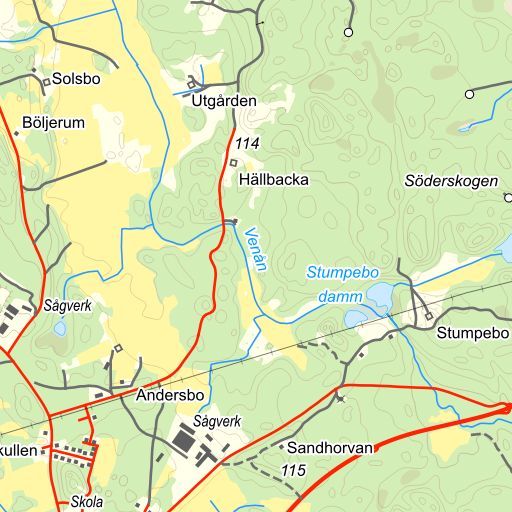 Solsbo
Utgården
Böljerum
114
Hällbacka
Söderskogen
Venån
Stumpebo
damm
Sågverk
Stumpebo
Andersbo
Sågverk
kullen
Sandhorvan
115
Skola